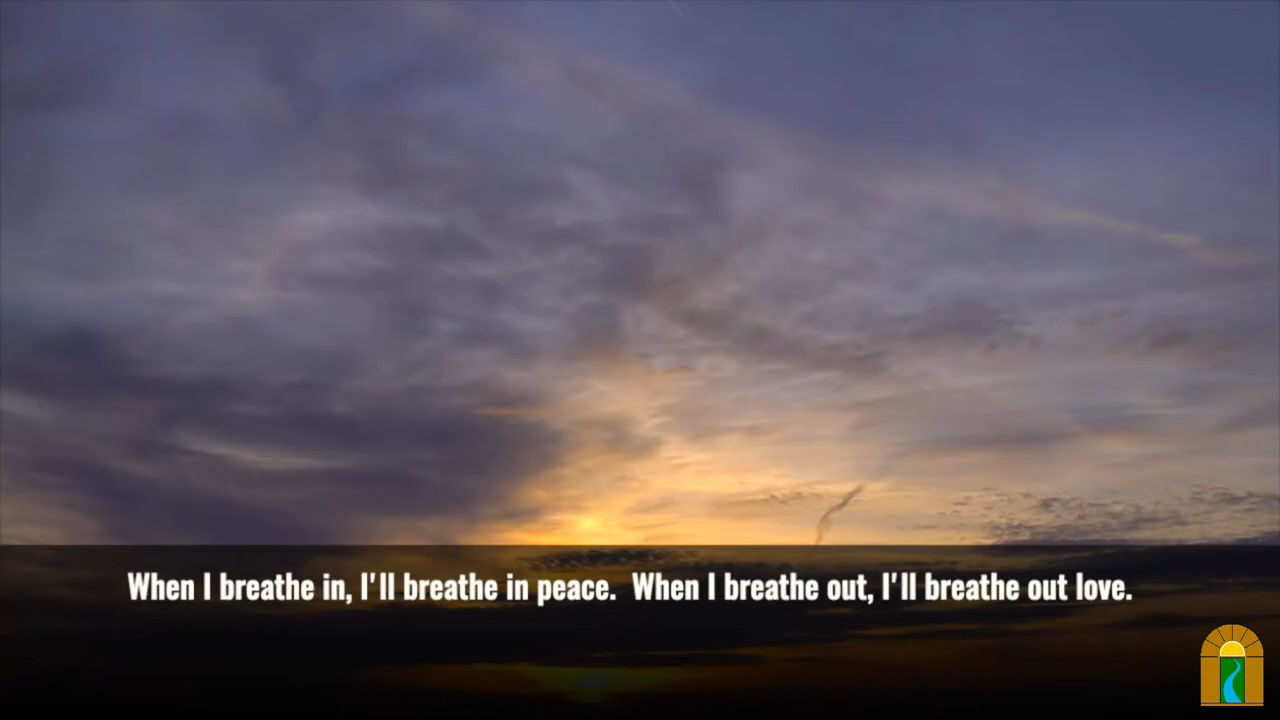 When I breathe in, I'll breathe in peace.  When I breathe out, I'll breathe out love.